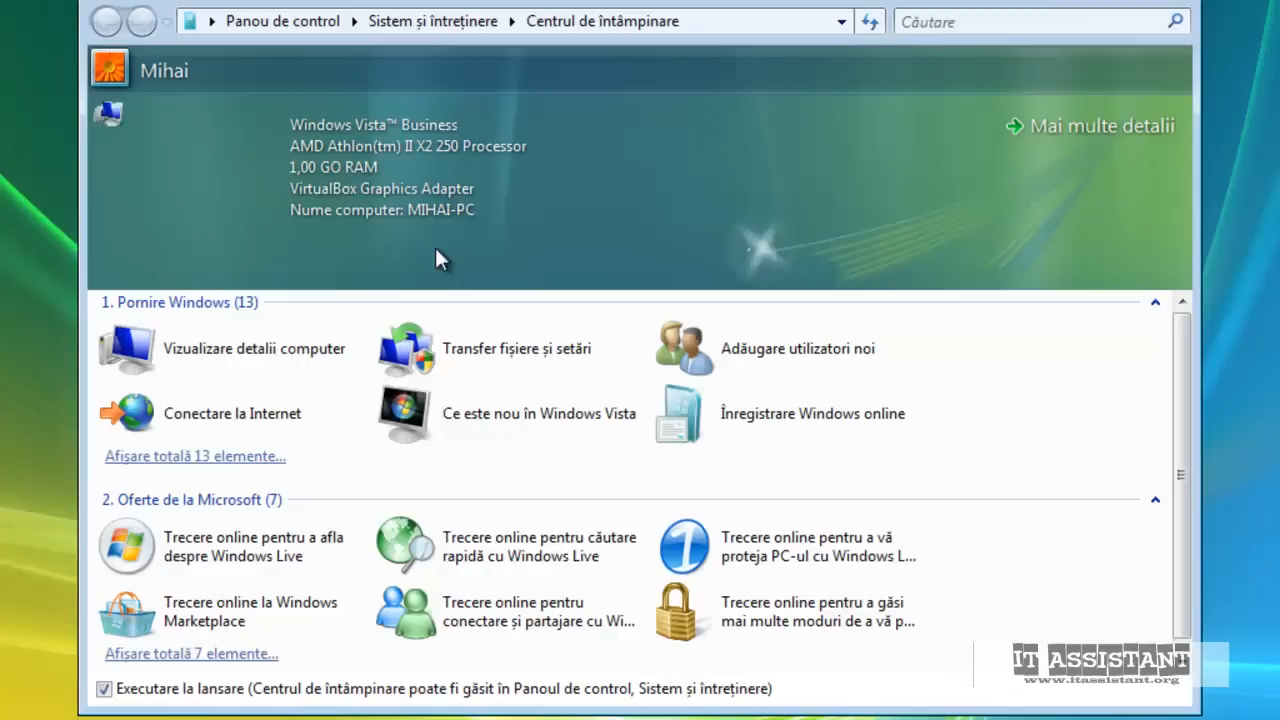 Panou de control
Sistem și întreținere
Centrul de întâmpinare
Căutare
Mihai
Windows Vista™ Business
AMD Athlon(tm) II X2 250 Processor
1,00 GO RAM
VirtualBox Graphics Adapter
Nume computer: MIHAI-PC
Mai multe detalii
1. Pornire Windows (13)
Vizualizare detalii computer
Transfer fișiere și setări
Adăugare utilizatori noi
Conectare la Internet
Ce este nou în Windows Vista
Înregistrare Windows online
Afișare totală 13 elemente...
2. Oferte de la Microsoft (7)
Trecere online pentru a afla
despre Windows Live
Trecere online pentru căutare
rapidă cu Windows Live
Trecere online pentru a vă
proteja PC-ul cu Windows L...
Trecere online la Windows
Marketplace
Trecere online pentru
conectare și partajare cu Wi...
Trecere online pentru a găsi
mai multe moduri de a vă p...
Afișare totală 7 elemente...
Executare la lansare (Centrul de întâmpinare poate fi găsit în Panoul de control, Sistem și întreținere)
IT ASSISTANT
www.itassistant.org